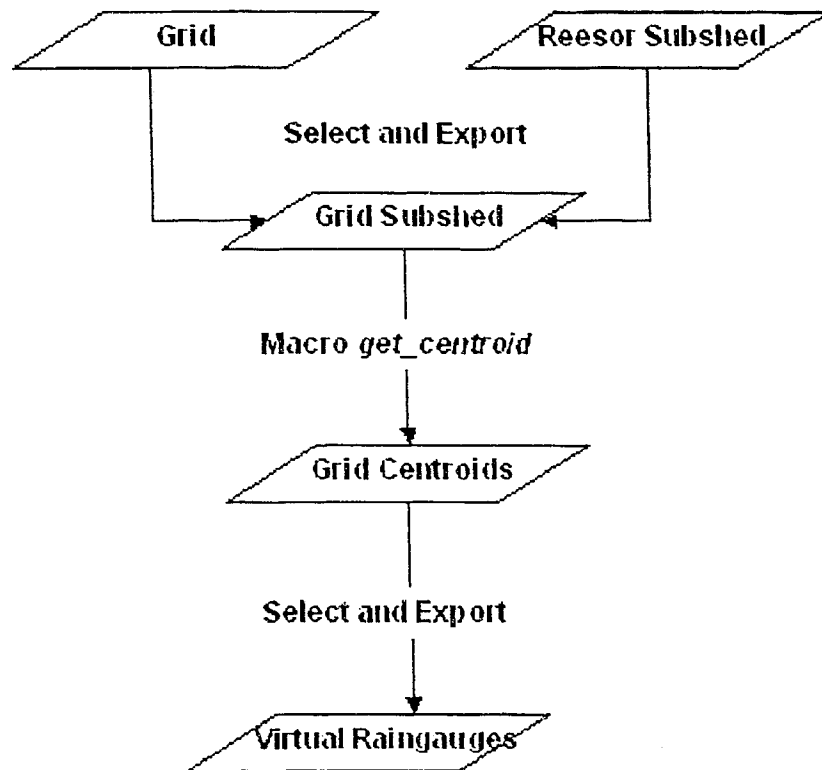 Grid
Reesor Subshed
Select and Export
Grid Subshed
Macro get_centroid
Grid Centroids
Select and Export
Virtual Raingauges